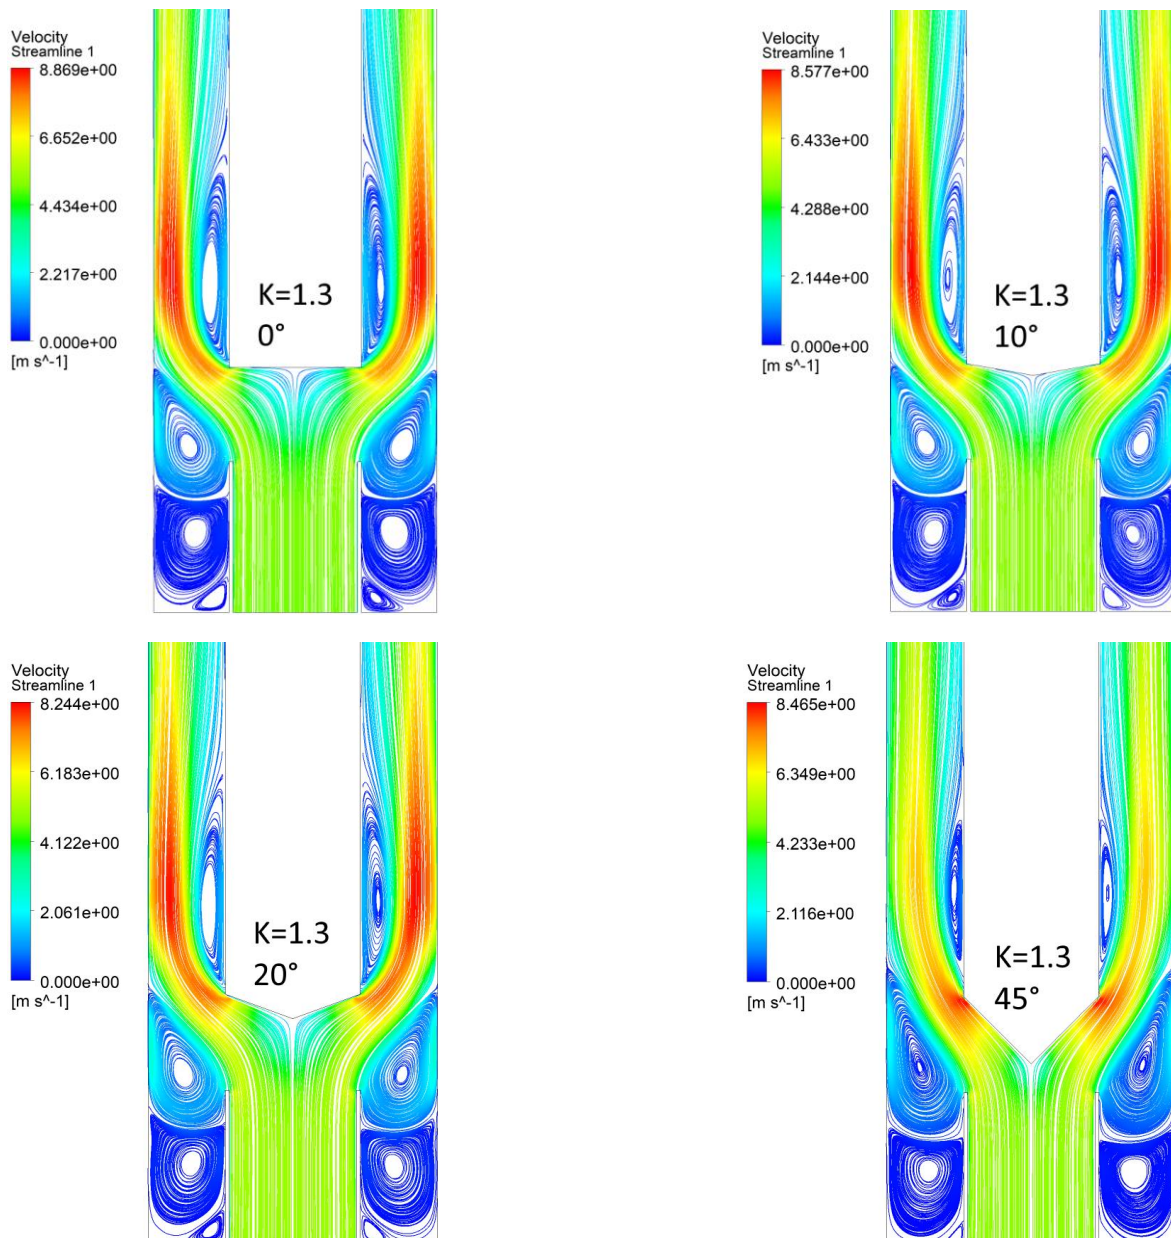 Velocity
Streamline 1
8.869e+00
6.652e+00
4.434e+00
2.217e+00
0.000e+00
[m s^-1]
K=1.3
0°
Velocity
Streamline 1
8.577e+00
6.433e+00
4.288e+00
2.144e+00
0.000e+00
[m s^-1]
K=1.3
10°
Velocity
Streamline 1
8.244e+00
6.183e+00
4.122e+00
2.061e+00
0.000e+00
[m s^-1]
K=1.3
20°
Velocity
Streamline 1
8.465e+00
6.349e+00
4.233e+00
2.116e+00
0.000e+00
[m s^-1]
K=1.3
45°